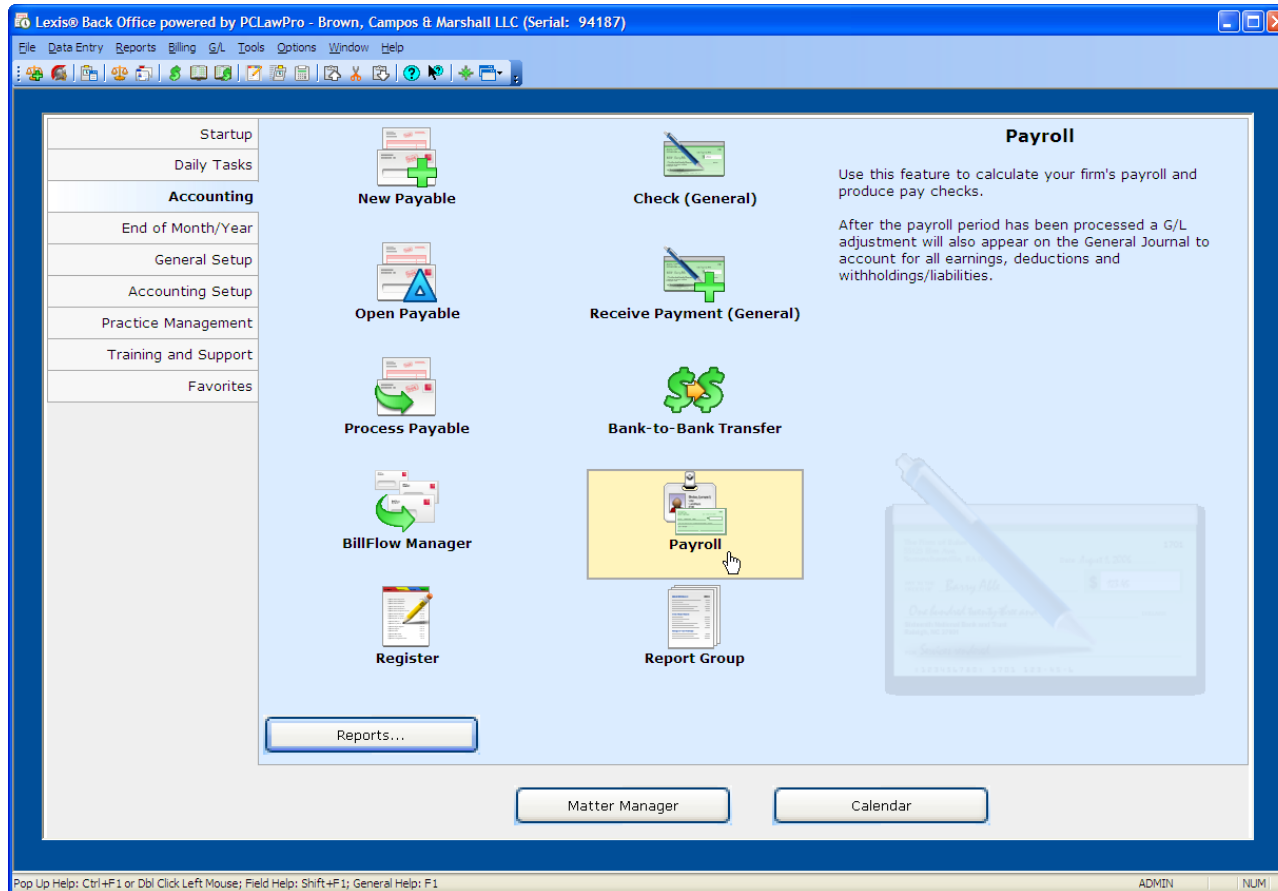 Lexis® Back Office powered by PCLawPro - Brown, Campos & Marshall LLC (Serial: 94187)
File Data Entry Reports Billing G/L Tools Options Window Help
Startup
Daily Tasks
Accounting
End of Month/Year
General Setup
Accounting Setup
Practice Management
Training and Support
Favorites
New Payable
Check (General)
Open Payable
Receive Payment (General)
Process Payable
Bank-to-Bank Transfer
BillFlow Manager
Payroll
Register
Report Group
Reports...
Payroll
Use this feature to calculate your firm's payroll and
produce pay checks.
After the payroll period has been processed a G/L
adjustment will also appear on the General Journal to
account for all earnings, deductions and
withholdings/liabilities.
Matter Manager
Calendar
Pop Up Help: Ctrl+F1 or Dbl Click Left Mouse; Field Help: Shift+F1; General Help: F1
ADMIN
NUM